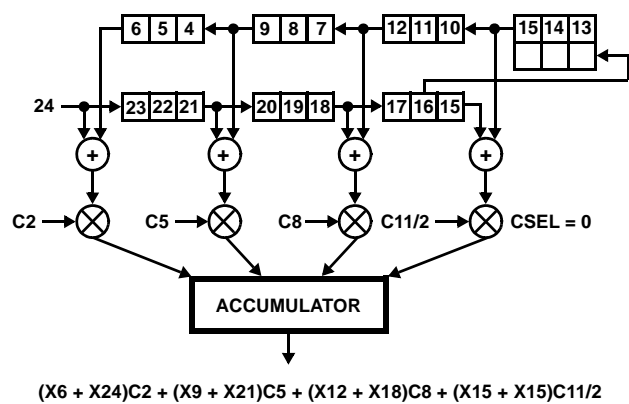 6 5 4 9 8 7 12 11 10 15 14 13
24 23 22 21 20 19 18 17 16 15
+ + + +
C2 C5 C8 C11/2 CSEL = 0
ACCUMULATOR
(X6 + X24)C2 + (X9 + X21)C5 + (X12 + X18)C8 + (X15 + X15)C11/2